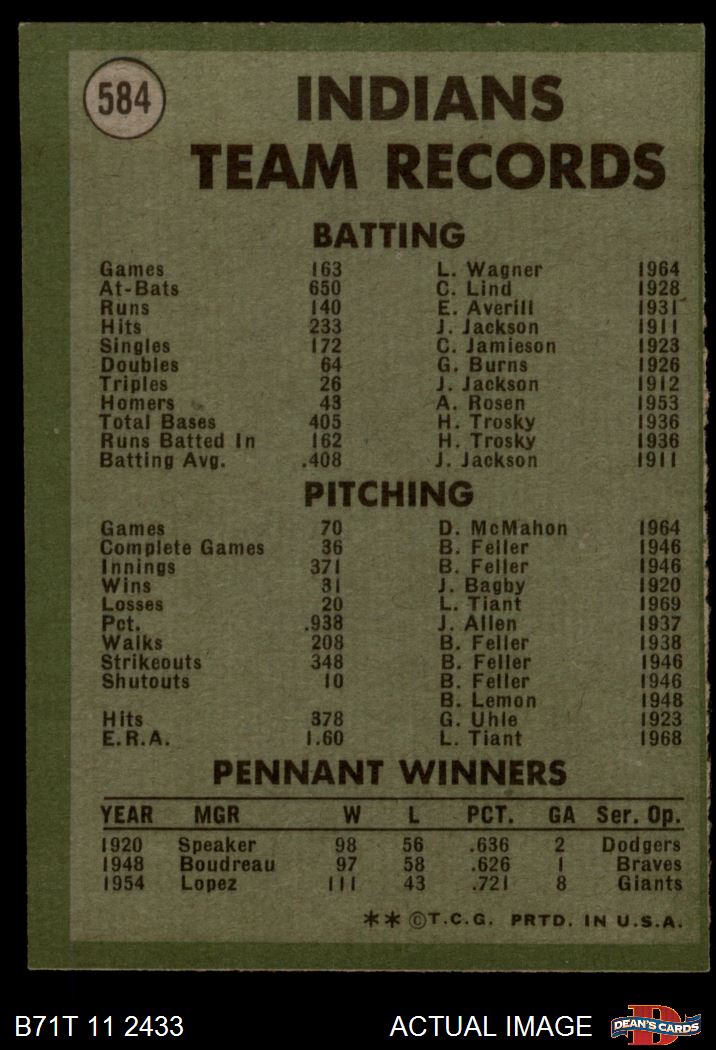 584
INDIANS
TEAM RECORDS
BATTING
Games 163 L. Wagner 1964
At-Bats 650 C. Lind 1928
Runs 140 E. Averill 1931
Hits 233 J. Jackson 1911
Singles 172 C. Jamieson 1923
Doubles 64 G. Burns 1926
Triples 26 J. Jackson 1912
Homers 43 A. Rosen 1953
Total Bases 405 H. Trosky 1936
Runs Batted In 162 H. Trosky 1936
Batting Avg. .408 J. Jackson 1911
PITCHING
Games 70 D. McMahon 1964
Complete Games 36 B. Feller 1946
Innings 371 B. Feller 1946
Wins 31 J. Bagby 1920
Losses 20 L. Tiant 1969
Pct. .938 J. Allen 1937
Walks 208 B. Feller 1938
Strikeouts 348 B. Feller 1946
Shutouts 10 B. Feller 1946
B. Lemon 1948
Hits 378 G. Uhle 1923
E.R.A. 1.60 L. Tiant 1968
PENNANT WINNERS
YEAR MGR W L PCT. GA Ser. Op.
1920 Speaker 98 56 .636 2 Dodgers
1948 Boudreau 97 58 .626 1 Braves
1954 Lopez 111 43 .721 8 Giants
** ©T.C.G. PRTD. IN U.S.A.
B71T 11 2433 ACTUAL IMAGE D DEAN'S CARDS